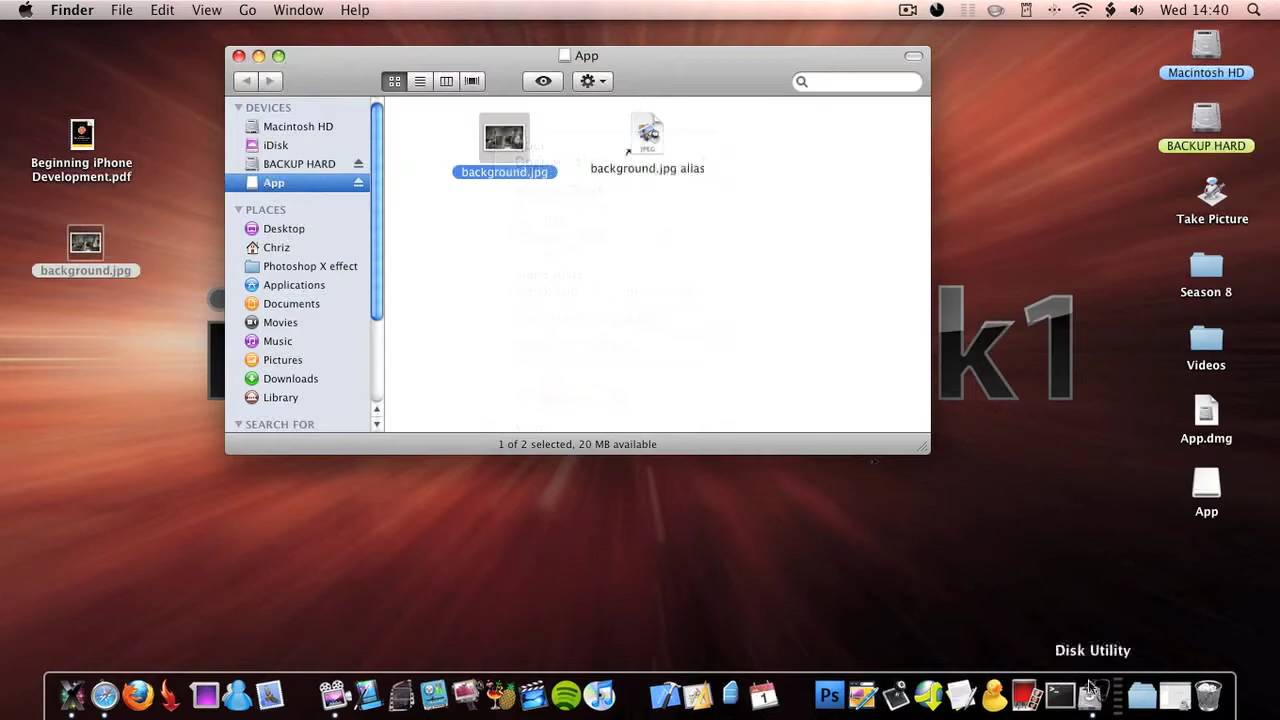 Finder File Edit View Go Window Help
Wed 14:40
App
DEVICES
Macintosh HD
iDisk
BACKUP HARD
App
PLACES
Desktop
Chriz
Photoshop X effect
Applications
Documents
Movies
Music
Pictures
Downloads
Library
SEARCH FOR
background.jpg
JPEG
background.jpg alias
1 of 2 selected, 20 MB available
Beginning iPhone
Development.pdf
background.jpg
k1
Macintosh HD
BACKUP HARD
Take Picture
Season 8
Videos
App.dmg
App
Disk Utility
1
Ps